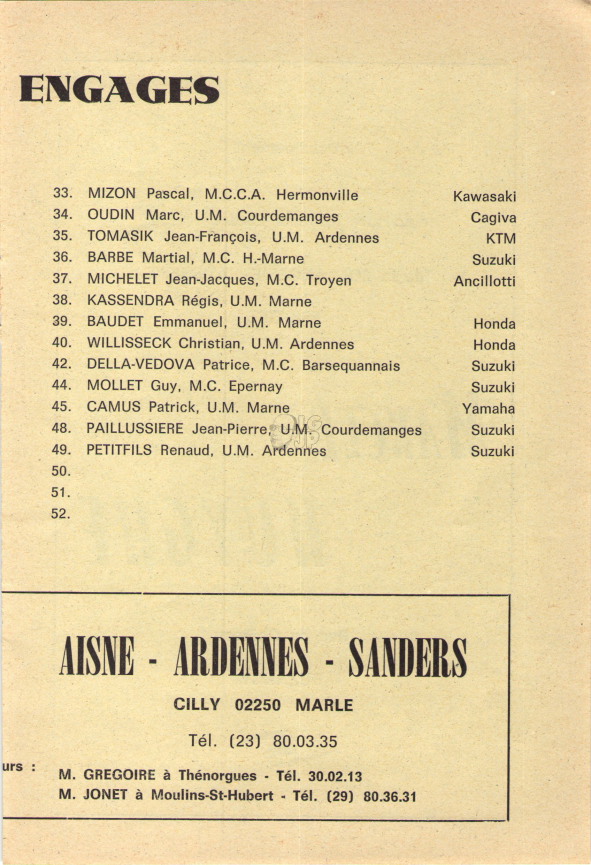 ENGAGES
33. MIZON Pascal, M.C.C.A. Hermonville Kawasaki
34. OUDIN Marc, U.M. Courdemanges Cagiva
35. TOMASIK Jean-François, U.M. Ardennes KTM
36. BARBE Martial, M.C. H.-Marne Suzuki
37. MICHELET Jean-Jacques, M.C. Troyen Ancillotti
38. KASSENDRA Régis, U.M. Marne
39. BAUDET Emmanuel, U.M. Marne Honda
40. WILLISSECK Christian, U.M. Ardennes Honda
42. DELLA-VEDOVA Patrice, M.C. Barsequannais Suzuki
44. MOLLET Guy, M.C. Epernay Suzuki
45. CAMUS Patrick, U.M. Marne Yamaha
48. PAILLUSSIERE Jean-Pierre, U.M. Courdemanges Suzuki
49. PETITFILS Renaud, U.M. Ardennes Suzuki
50.
51.
52.
AISNE - ARDENNES - SANDERS
CILLY 02250 MARLE
Tél. (23) 80.03.35
urs :
M. GREGOIRE à Thénorgues - Tél. 30.02.13
M. JONET à Moulins-St-Hubert - Tél. (29) 80.36.31